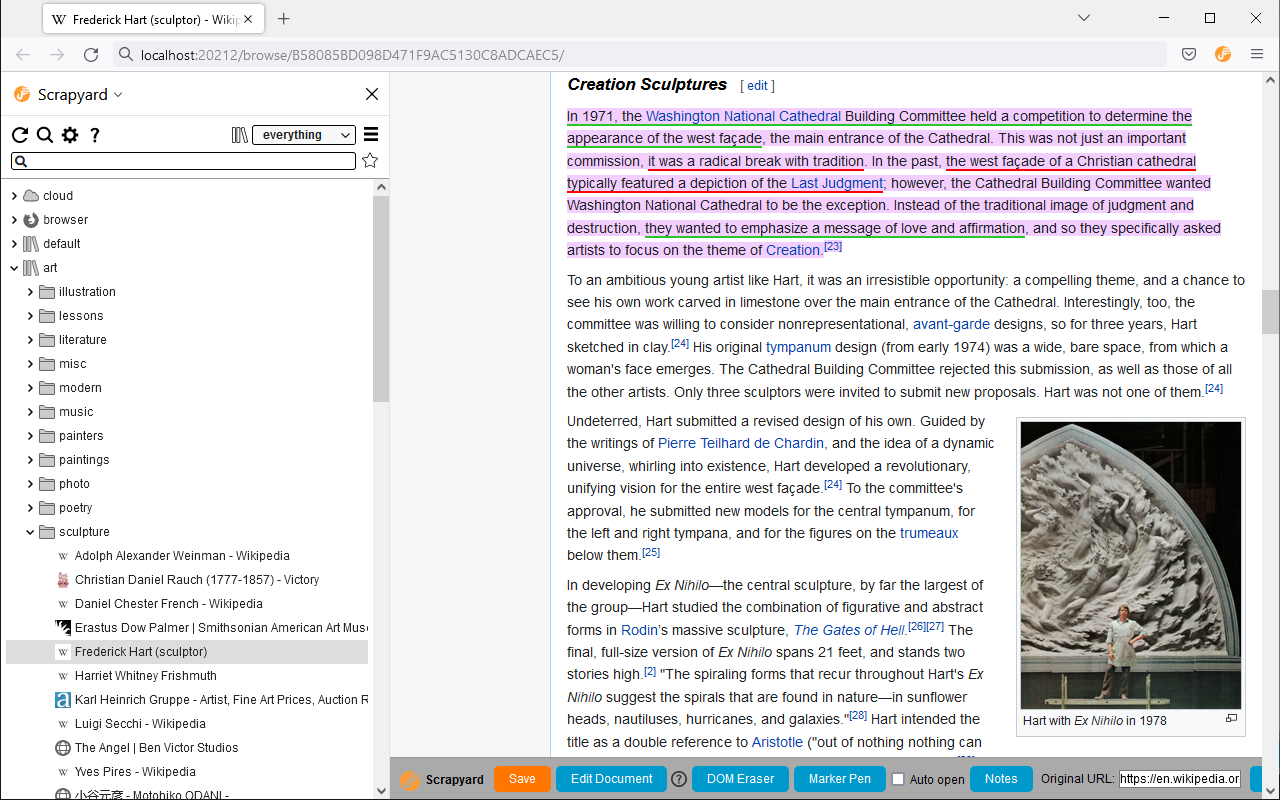 Frederick Hart (sculptor) - Wikip
localhost:20212/browse/B58085BD098D471F9AC5130C8ADCAEC5/
Scrapyard
everything
cloud
browser
default
art
illustration
lessons
literature
misc
modern
music
painters
paintings
photo
poetry
sculpture
Adolph Alexander Weinman - Wikipedia
Christian Daniel Rauch (1777-1857) - Victory
Daniel Chester French - Wikipedia
Erastus Dow Palmer | Smithsonian American Art Muse
Frederick Hart (sculptor)
Harriet Whitney Frishmuth
Karl Heinrich Gruppe - Artist, Fine Art Prices, Auction R
Luigi Secchi - Wikipedia
The Angel | Ben Victor Studios
Yves Pires - Wikipedia
小谷元彦 - Motohiko ODANI -
Creation Sculptures [ edit ]
In 1971, the Washington National Cathedral Building Committee held a competition to determine the
appearance of the west façade, the main entrance of the Cathedral. This was not just an important
commission, it was a radical break with tradition. In the past, the west façade of a Christian cathedral
typically featured a depiction of the Last Judgment; however, the Cathedral Building Committee wanted
Washington National Cathedral to be the exception. Instead of the traditional image of judgment and
destruction, they wanted to emphasize a message of love and affirmation, and so they specifically asked
artists to focus on the theme of Creation.[23]
To an ambitious young artist like Hart, it was an irresistible opportunity: a compelling theme, and a chance to
see his own work carved in limestone over the main entrance of the Cathedral. Interestingly, too, the
committee was willing to consider nonrepresentational, avant-garde designs, so for three years, Hart
sketched in clay.[24] His original tympanum design (from early 1974) was a wide, bare space, from which a
woman's face emerges. The Cathedral Building Committee rejected this submission, as well as those of all
the other artists. Only three sculptors were invited to submit new proposals. Hart was not one of them.[24]
Undeterred, Hart submitted a revised design of his own. Guided by
the writings of Pierre Teilhard de Chardin, and the idea of a dynamic
universe, whirling into existence, Hart developed a revolutionary,
unifying vision for the entire west façade.[24] To the committee's
approval, he submitted new models for the central tympanum, for
the left and right tympana, and for the figures on the trumeaux
below them.[25]
In developing Ex Nihilo—the central sculpture, by far the largest of
the group—Hart studied the combination of figurative and abstract
forms in Rodin's massive sculpture, The Gates of Hell.[26][27] The
final, full-size version of Ex Nihilo spans 21 feet, and stands two
stories high.[2] "The spiraling forms that recur throughout Hart's Ex
Nihilo suggest the spirals that are found in nature—in sunflower
heads, nautiluses, hurricanes, and galaxies."[28] Hart intended the
title as a double reference to Aristotle ("out of nothing nothing can
Hart with Ex Nihilo in 1978
Scrapyard Save Edit Document ? DOM Eraser Marker Pen Auto open Notes Original URL: https://en.wikipedia.or